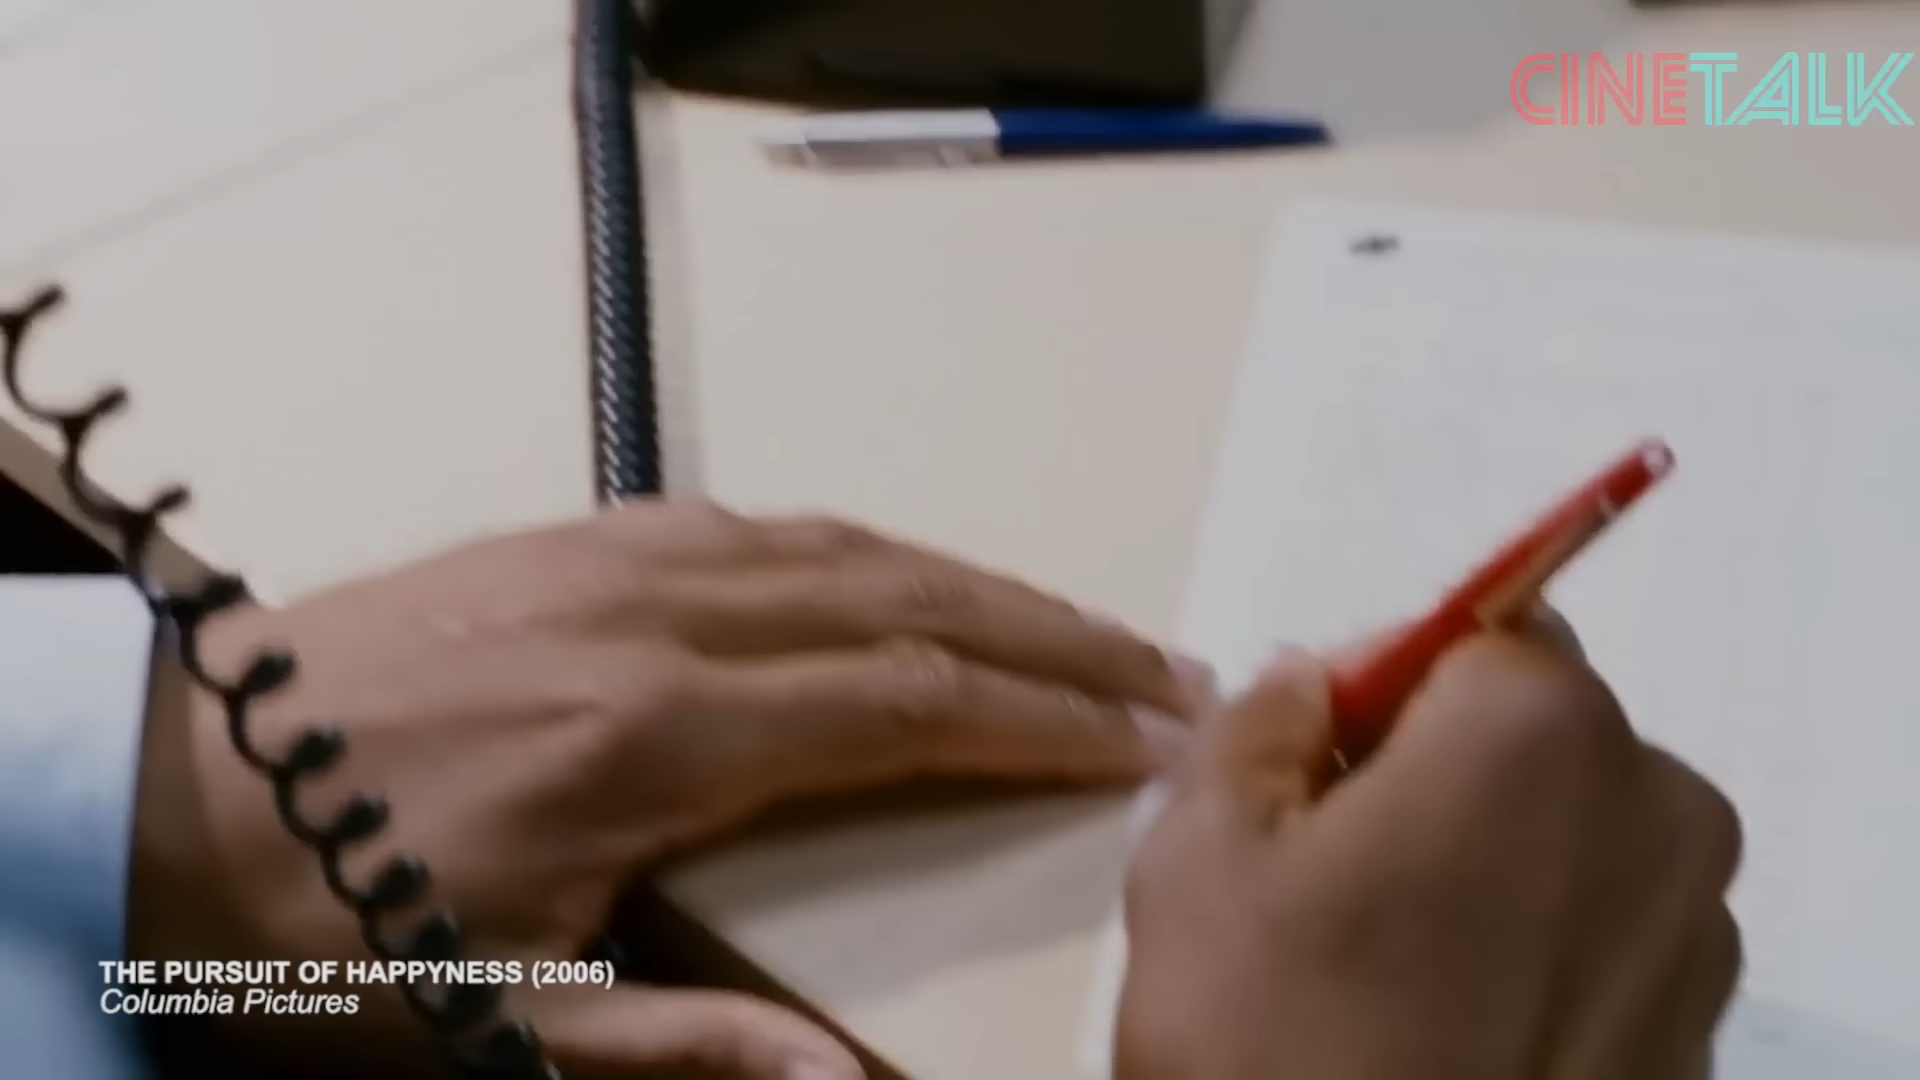 CINETALK
THE PURSUIT OF HAPPYNESS (2006)
Columbia Pictures